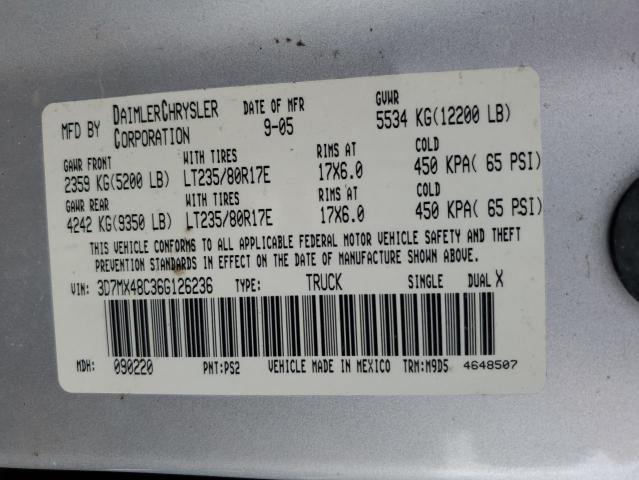 MFD BY DAIMLERCHRYSLER CORPORATION DATE OF MFR 9-05 GVWR 5534 KG(12200 LB)
GAWR FRONT WITH TIRES RIMS AT COLD
2359 KG(5200 LB) LT235/80R17E 17X6.0 450 KPA( 65 PSI)
GAWR REAR WITH TIRES RIMS AT COLD
4242 KG(9350 LB) LT235/80R17E 17X6.0 450 KPA( 65 PSI)
THIS VEHICLE CONFORMS TO ALL APPLICABLE FEDERAL MOTOR VEHICLE SAFETY AND THEFT
PREVENTION STANDARDS IN EFFECT ON THE DATE OF MANUFACTURE SHOWN ABOVE.
VIN: 3D7MX48C36G126236 TYPE: TRUCK SINGLE DUAL X
MDH: 090220 PNT:PS2 VEHICLE MADE IN MEXICO TRM:M9D5 4648507